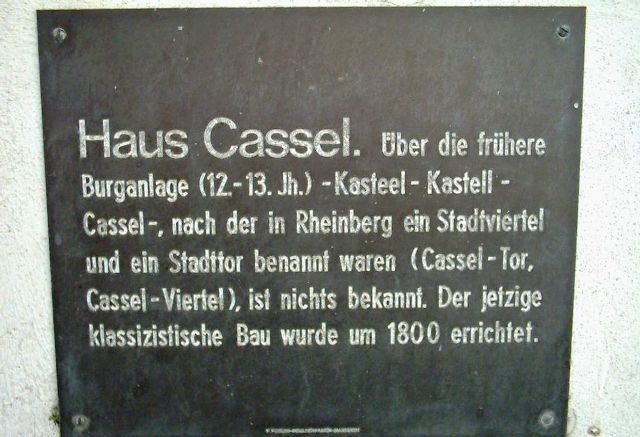 Haus Cassel. Über die frühere
Burganlage (12.-13. Jh.) -Kasteel- Kastell -
Cassel-, nach der in Rheinberg ein Stadtviertel
und ein Stadttor benannt waren (Cassel-Tor,
Cassel-Viertel), ist nichts bekannt. Der jetzige
klassizistische Bau wurde um 1800 errichtet.